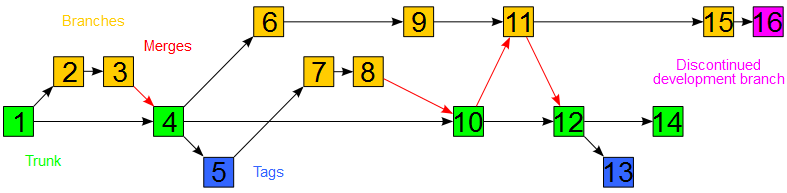 6 9 11 15 16
Branches
Merges
2 3 7 8
Discontinued
development branch
1 4 10 12 14
Trunk
5 Tags 13